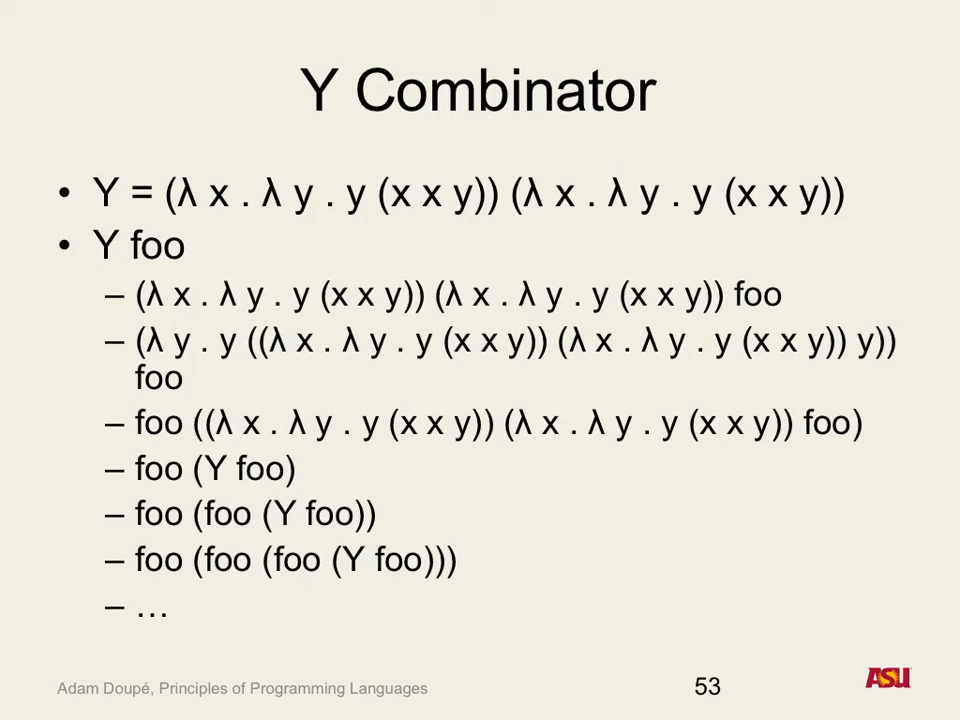 Y Combinator
• Y = (λ x . λ y . y (x x y)) (λ x . λ y . y (x x y))
• Y foo
– (λ x . λ y . y (x x y)) (λ x . λ y . y (x x y)) foo
– (λ y . y ((λ x . λ y . y (x x y)) (λ x . λ y . y (x x y)) y))
foo
– foo ((λ x . λ y . y (x x y)) (λ x . λ y . y (x x y)) foo)
– foo (Y foo)
– foo (foo (Y foo))
– foo (foo (foo (Y foo)))
– …
Adam Doupé, Principles of Programming Languages
53
ASU